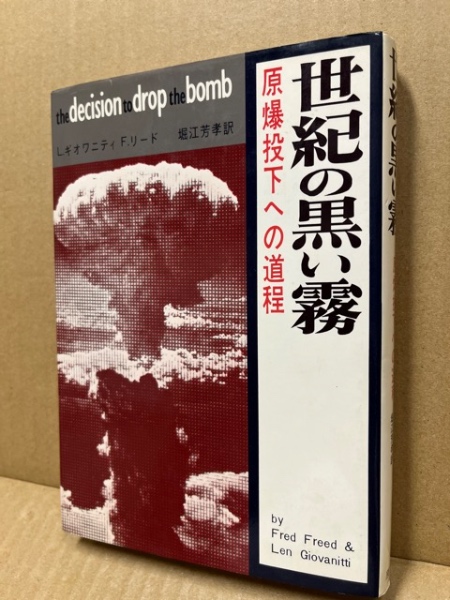 the decision to drop the bomb
L.ギオワニティ F.リード 堀江芳孝訳
世紀の黒い霧
原爆投下への道程
by
Fred Freed &
Len Giovanitti
世紀の黒い霧